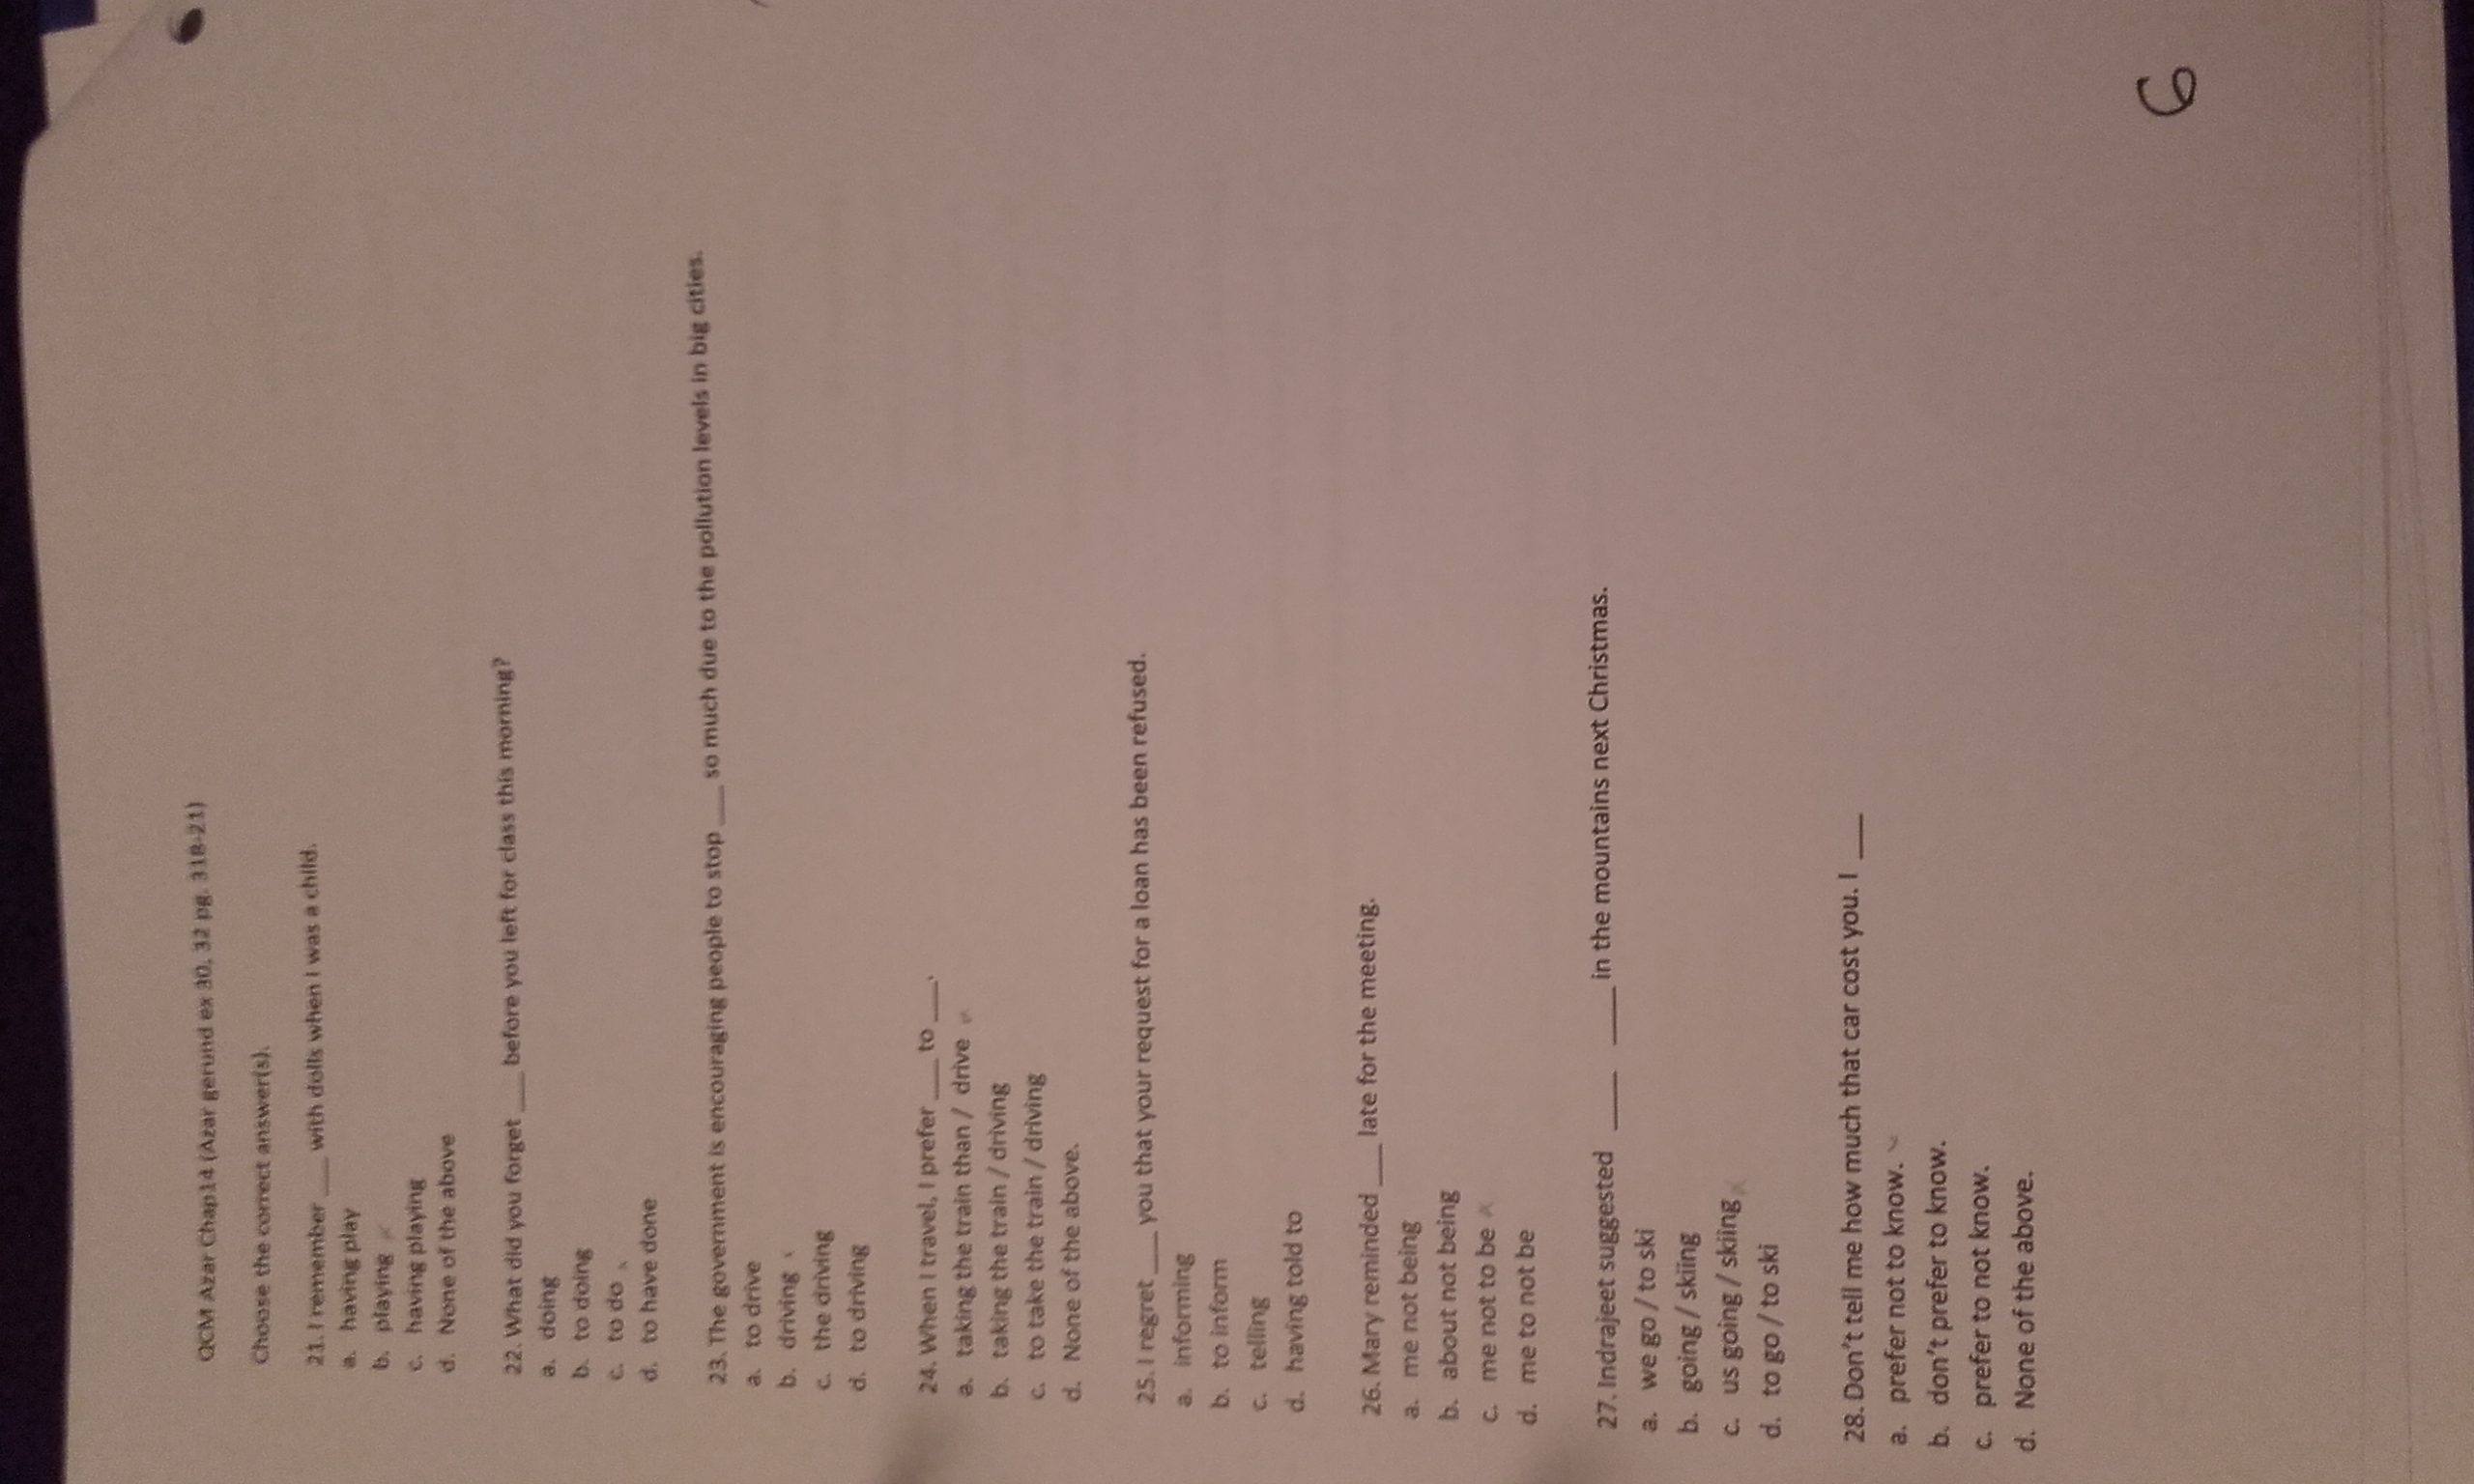 QCM Azar Chap14 (Azar gerund ex 30, 32 pg. 318-21)
Choose the correct answer(s).
21. I remember ___ with dolls when I was a child.
a. having play
b. playing
c. having playing
d. None of the above
22. What did you forget ___ before you left for class this morning?
a. doing
b. to doing
c. to do
d. to have done
23. The government is encouraging people to stop ___ so much due to the pollution levels in big cities.
a. to drive
b. driving
c. the driving
d. to driving
24. When I travel, I prefer ___ to ___.
a. taking the train than / drive
b. taking the train / driving
c. to take the train / driving
d. None of the above.
25. I regret ___ you that your request for a loan has been refused.
a. informing
b. to inform
c. telling
d. having told to
26. Mary reminded ___ late for the meeting.
a. me not being
b. about not being
c. me not to be
d. me to not be
27. Indrajeet suggested ____ ____ in the mountains next Christmas.
a. we go / to ski
b. going / skiing
c. us going / skiing
d. to go / to ski
28. Don't tell me how much that car cost you. I ___
a. prefer not to know.
b. don't prefer to know.
c. prefer to not know.
d. None of the above.
6